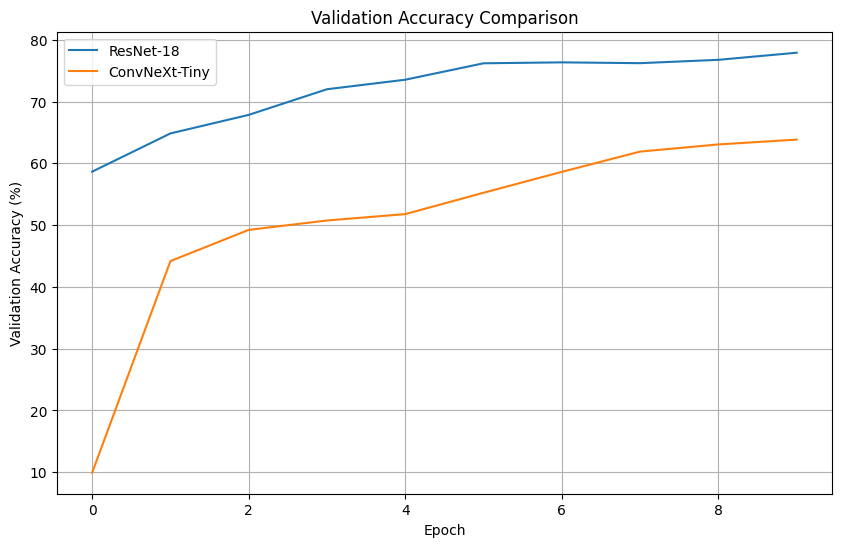 Validation Accuracy Comparison
ResNet-18
ConvNeXt-Tiny
Validation Accuracy (%)
80
70
60
50
40
30
20
10
0 2 4 6 8
Epoch